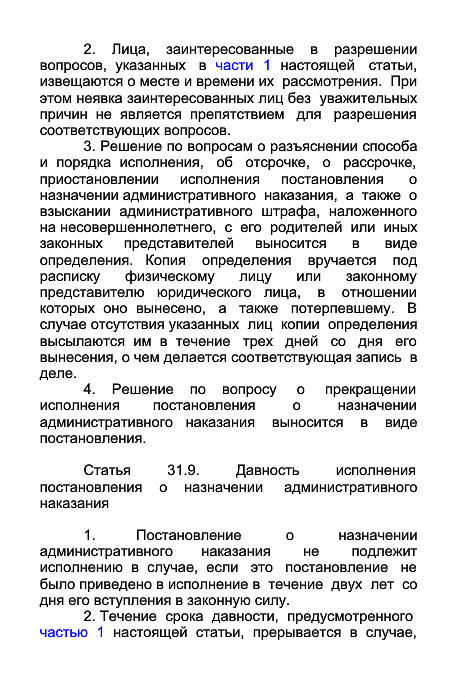 2. Лица, заинтересованные в разрешении
вопросов, указанных в части 1 настоящей статьи,
извещаются о месте и времени их рассмотрения. При
этом неявка заинтересованных лиц без уважительных
причин не является препятствием для разрешения
соответствующих вопросов.
3. Решение по вопросам о разъяснении способа
и порядка исполнения, об отсрочке, о рассрочке,
приостановлении исполнения постановления о
назначении административного наказания, а также о
взыскании административного штрафа, наложенного
на несовершеннолетнего, с его родителей или иных
законных представителей выносится в виде
определения. Копия определения вручается под
расписку физическому лицу или законному
представителю юридического лица, в отношении
которых оно вынесено, а также потерпевшему. В
случае отсутствия указанных лиц копии определения
высылаются им в течение трех дней со дня его
вынесения, о чем делается соответствующая запись в
деле.
4. Решение по вопросу о прекращении
исполнения постановления о назначении
административного наказания выносится в виде
постановления.
Статья 31.9. Давность исполнения
постановления о назначении административного
наказания
1. Постановление о назначении
административного наказания не подлежит
исполнению в случае, если это постановление не
было приведено в исполнение в течение двух лет со
дня его вступления в законную силу.
2. Течение срока давности, предусмотренного
частью 1 настоящей статьи, прерывается в случае,